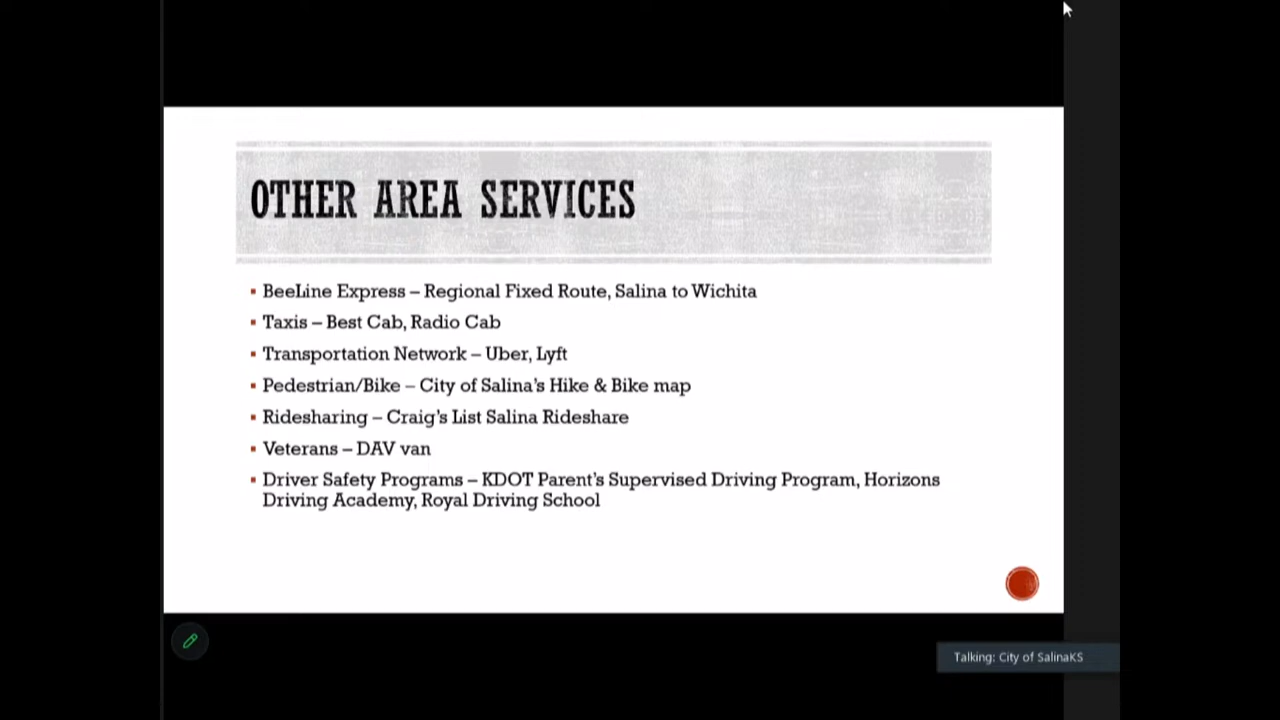 OTHER AREA SERVICES
▪ BeeLine Express – Regional Fixed Route, Salina to Wichita
▪ Taxis – Best Cab, Radio Cab
▪ Transportation Network – Uber, Lyft
▪ Pedestrian/Bike – City of Salina's Hike & Bike map
▪ Ridesharing – Craig's List Salina Rideshare
▪ Veterans – DAV van
▪ Driver Safety Programs – KDOT Parent's Supervised Driving Program, Horizons
Driving Academy, Royal Driving School
Talking: City of SalinaKS